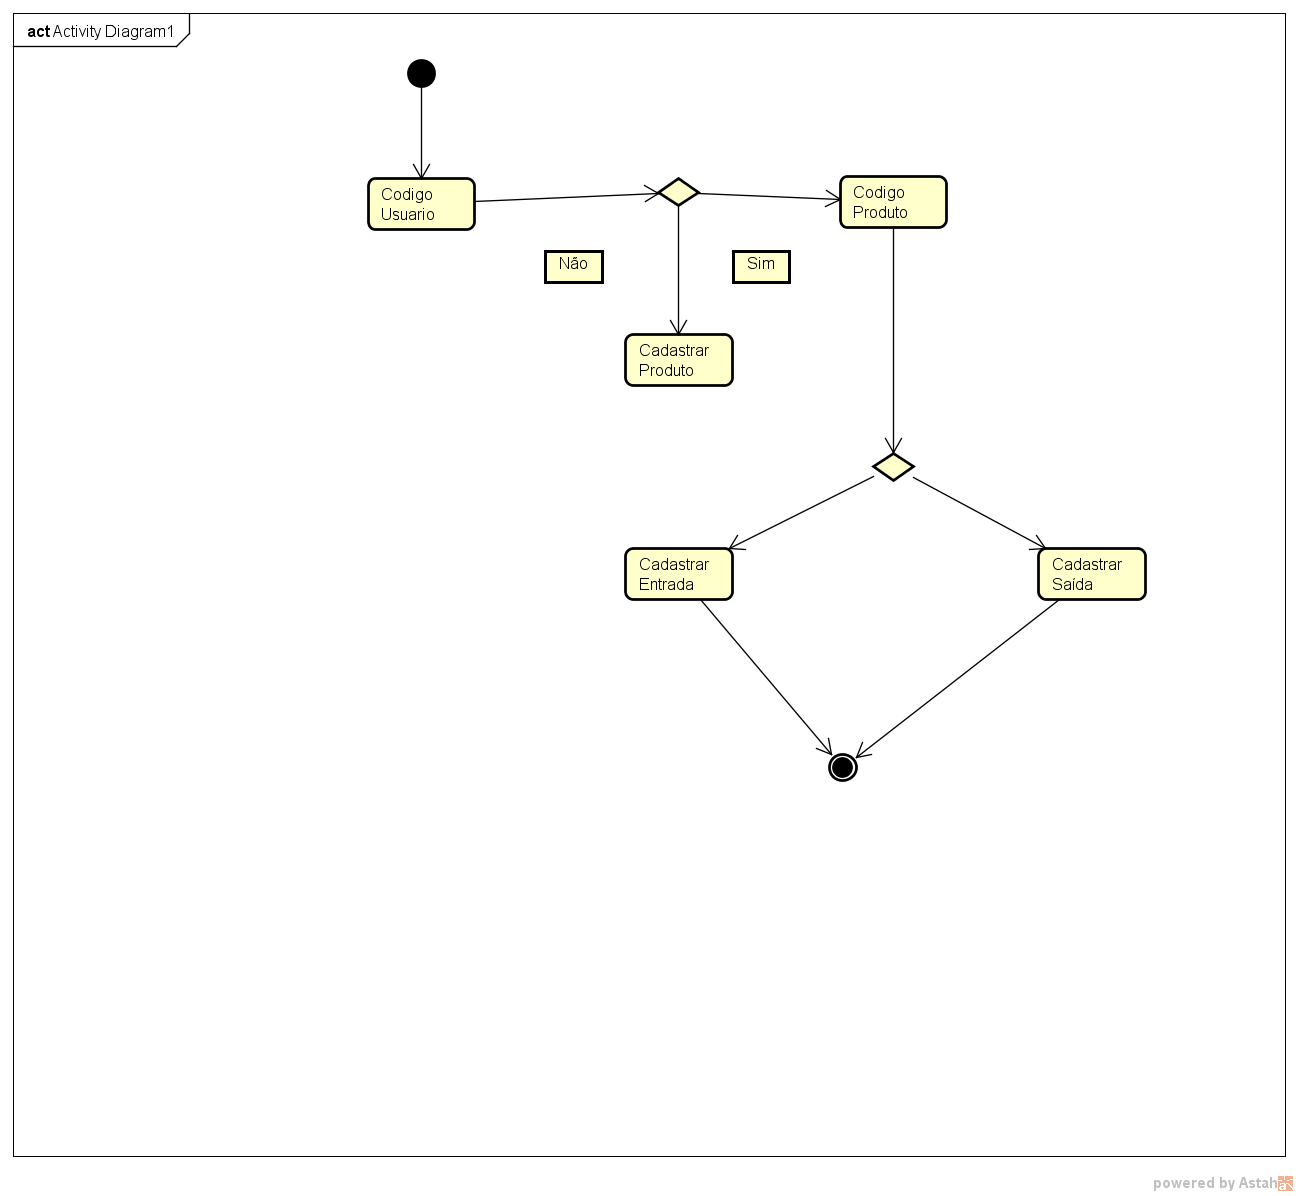 act Activity Diagram1
Codigo
Usuario
Codigo
Produto
Não
Sim
Cadastrar
Produto
Cadastrar
Entrada
Cadastrar
Saída
powered by Astah